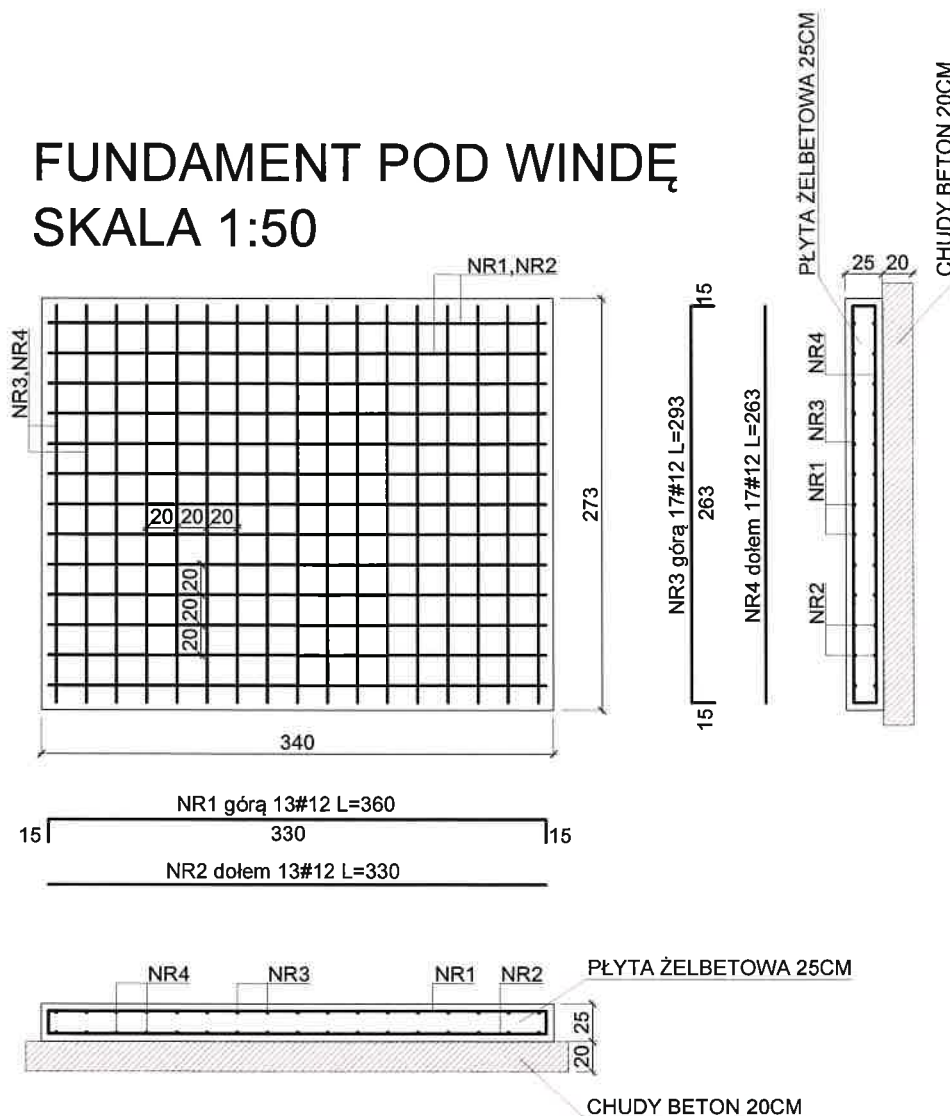 FUNDAMENT POD WINDĘ
SKALA 1:50
NR1,NR2
NR3,NR4
20 20 20
20
20
20
273
340
15
NR3 górą 17#12 L=293
263
15
NR4 dołem 17#12 L=263
PŁYTA ŻELBETOWA 25CM
CHUDY BETON 20CM
25 20
NR4
NR3
NR1
NR2
NR1 górą 13#12 L=360
15 330 15
NR2 dołem 13#12 L=330
NR4 NR3 NR1 NR2
PŁYTA ŻELBETOWA 25CM
25
20
CHUDY BETON 20CM